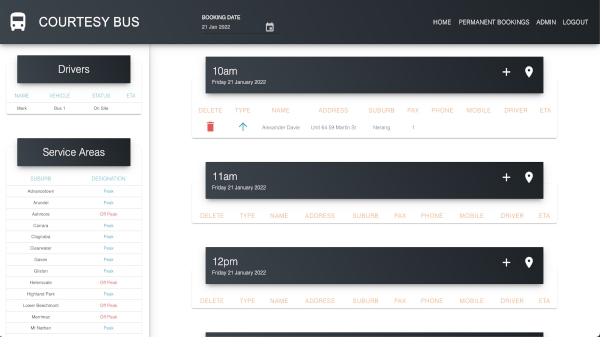 COURTESY BUS
BOOKING DATE
21 Jan 2022
HOME PERMANENT BOOKINGS ADMIN LOGOUT
Drivers
NAME VEHICLE STATUS ETA
Mark Bus 1 On Site
Service Areas
SUBURB DESIGNATION
Advancetown Peak
Arundel Peak
Ashmore Off Peak
Carrara Peak
Clagiraba Peak
Clearwater Peak
Gaven Peak
Gilston Peak
Helensvale Off Peak
Highland Park Peak
Lower Beechmont Off Peak
Merrimac Off Peak
Mt Nathan Peak
10am
Friday 21 January 2022
DELETE TYPE NAME ADDRESS SUBURB PAX PHONE MOBILE DRIVER ETA
Alexander Davie Unit 64 59 Martin St Nerang 1
11am
Friday 21 January 2022
DELETE TYPE NAME ADDRESS SUBURB PAX PHONE MOBILE DRIVER ETA
12pm
Friday 21 January 2022
DELETE TYPE NAME ADDRESS SUBURB PAX PHONE MOBILE DRIVER ETA